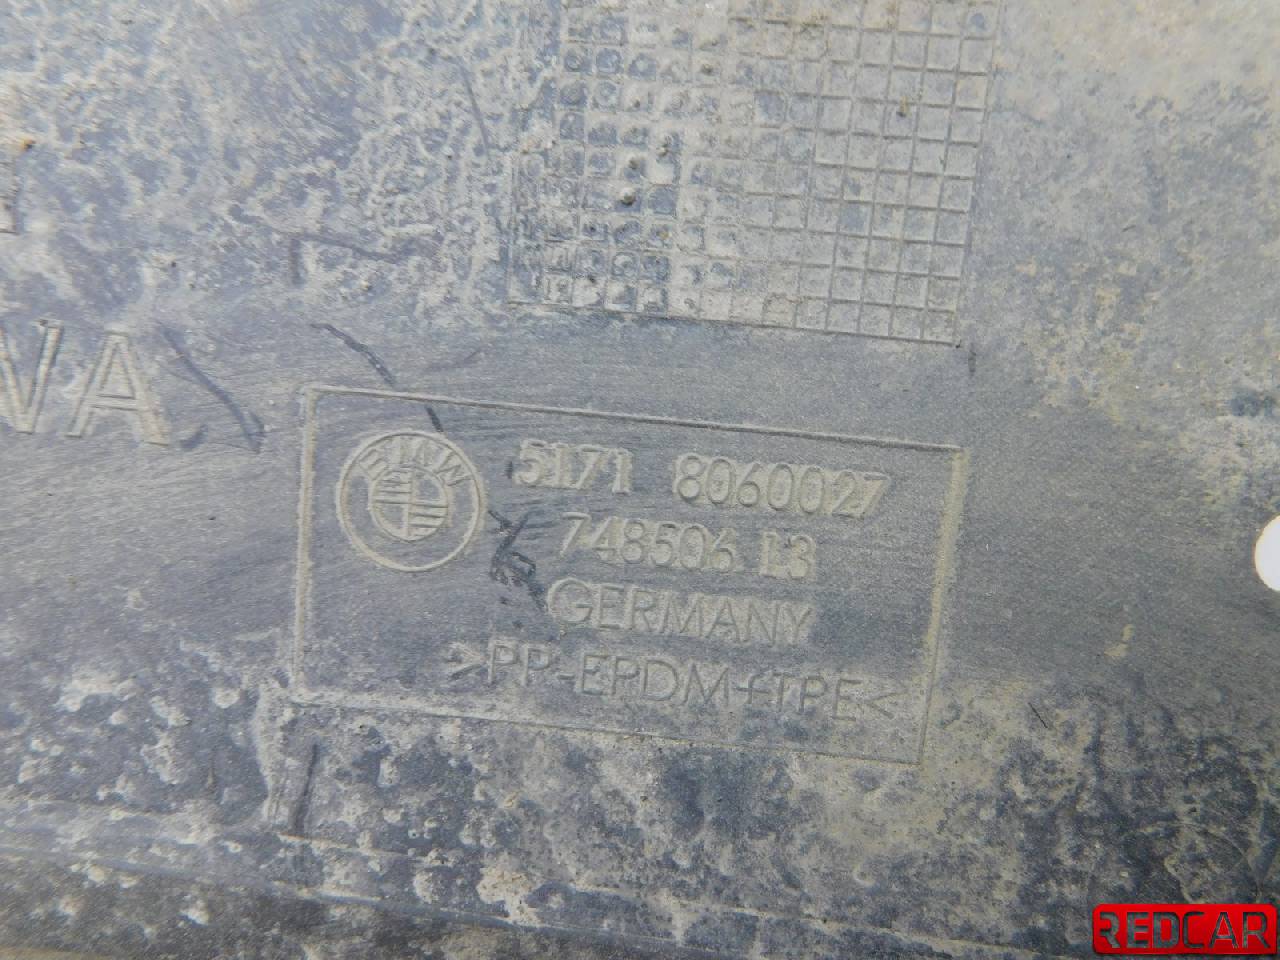 VA
BMW
5171 8060027
748506.13
GERMANY
>PP-EPDM+TPE<
REDCAR